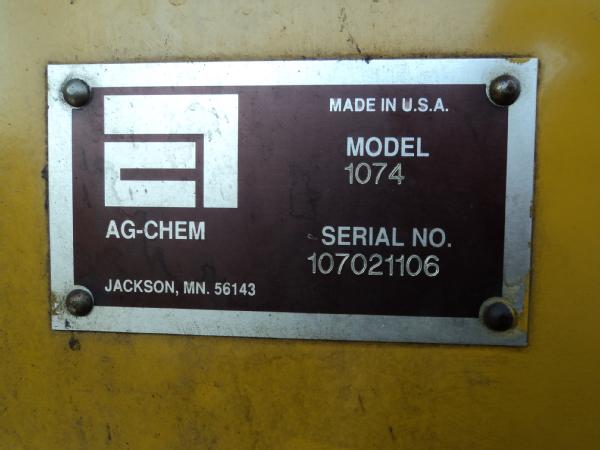 MADE IN U.S.A.
MODEL
1074
AG-CHEM
SERIAL NO.
107021106
JACKSON, MN. 56143